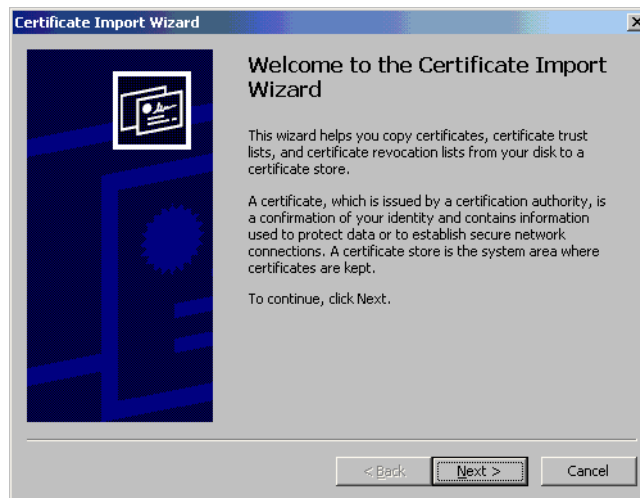 Certificate Import Wizard
Welcome to the Certificate Import
Wizard
This wizard helps you copy certificates, certificate trust
lists, and certificate revocation lists from your disk to a
certificate store.
A certificate, which is issued by a certification authority, is
a confirmation of your identity and contains information
used to protect data or to establish secure network
connections. A certificate store is the system area where
certificates are kept.
To continue, click Next.
< Back
Next >
Cancel